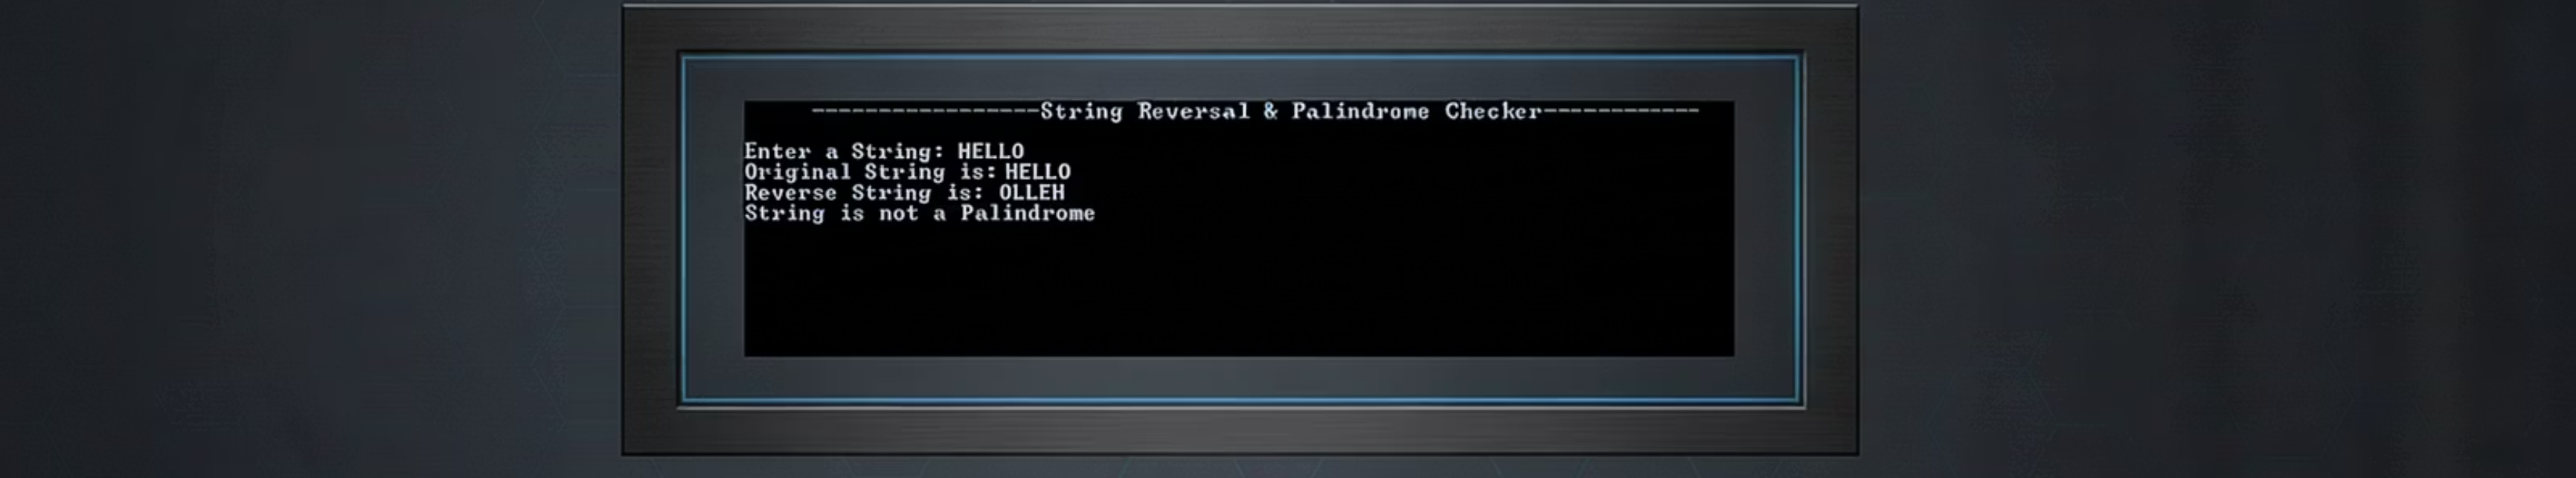 -----------------String Reversal & Palindrome Checker------------
Enter a String: HELLO
Original String is: HELLO
Reverse String is: OLLEH
String is not a Palindrome